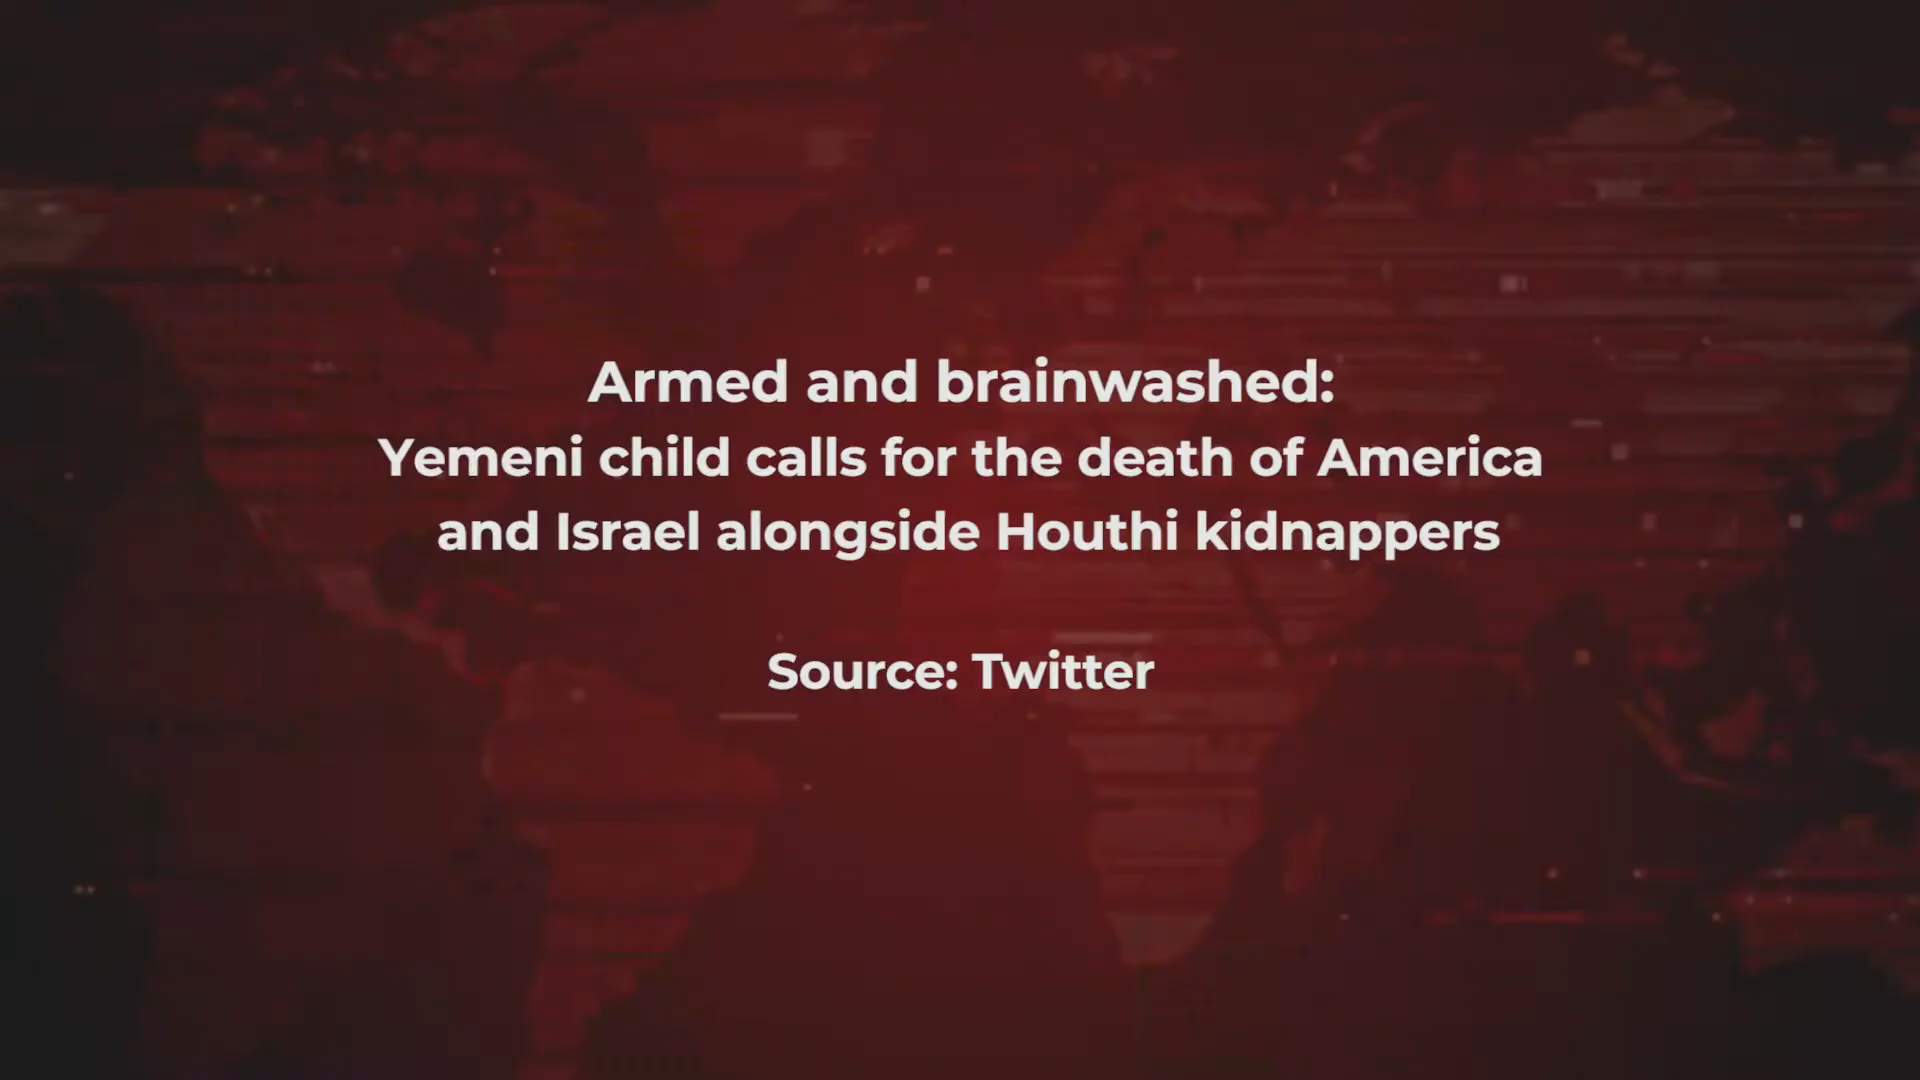 Armed and brainwashed:
Yemeni child calls for the death of America
and Israel alongside Houthi kidnappers
Source: Twitter